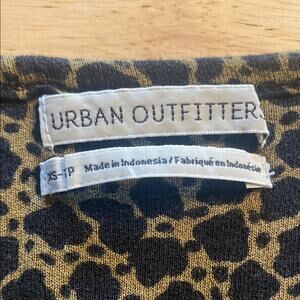 URBAN OUTFITTERS
XS-TP Made in Indonesia / Fabriqué en Indonésie